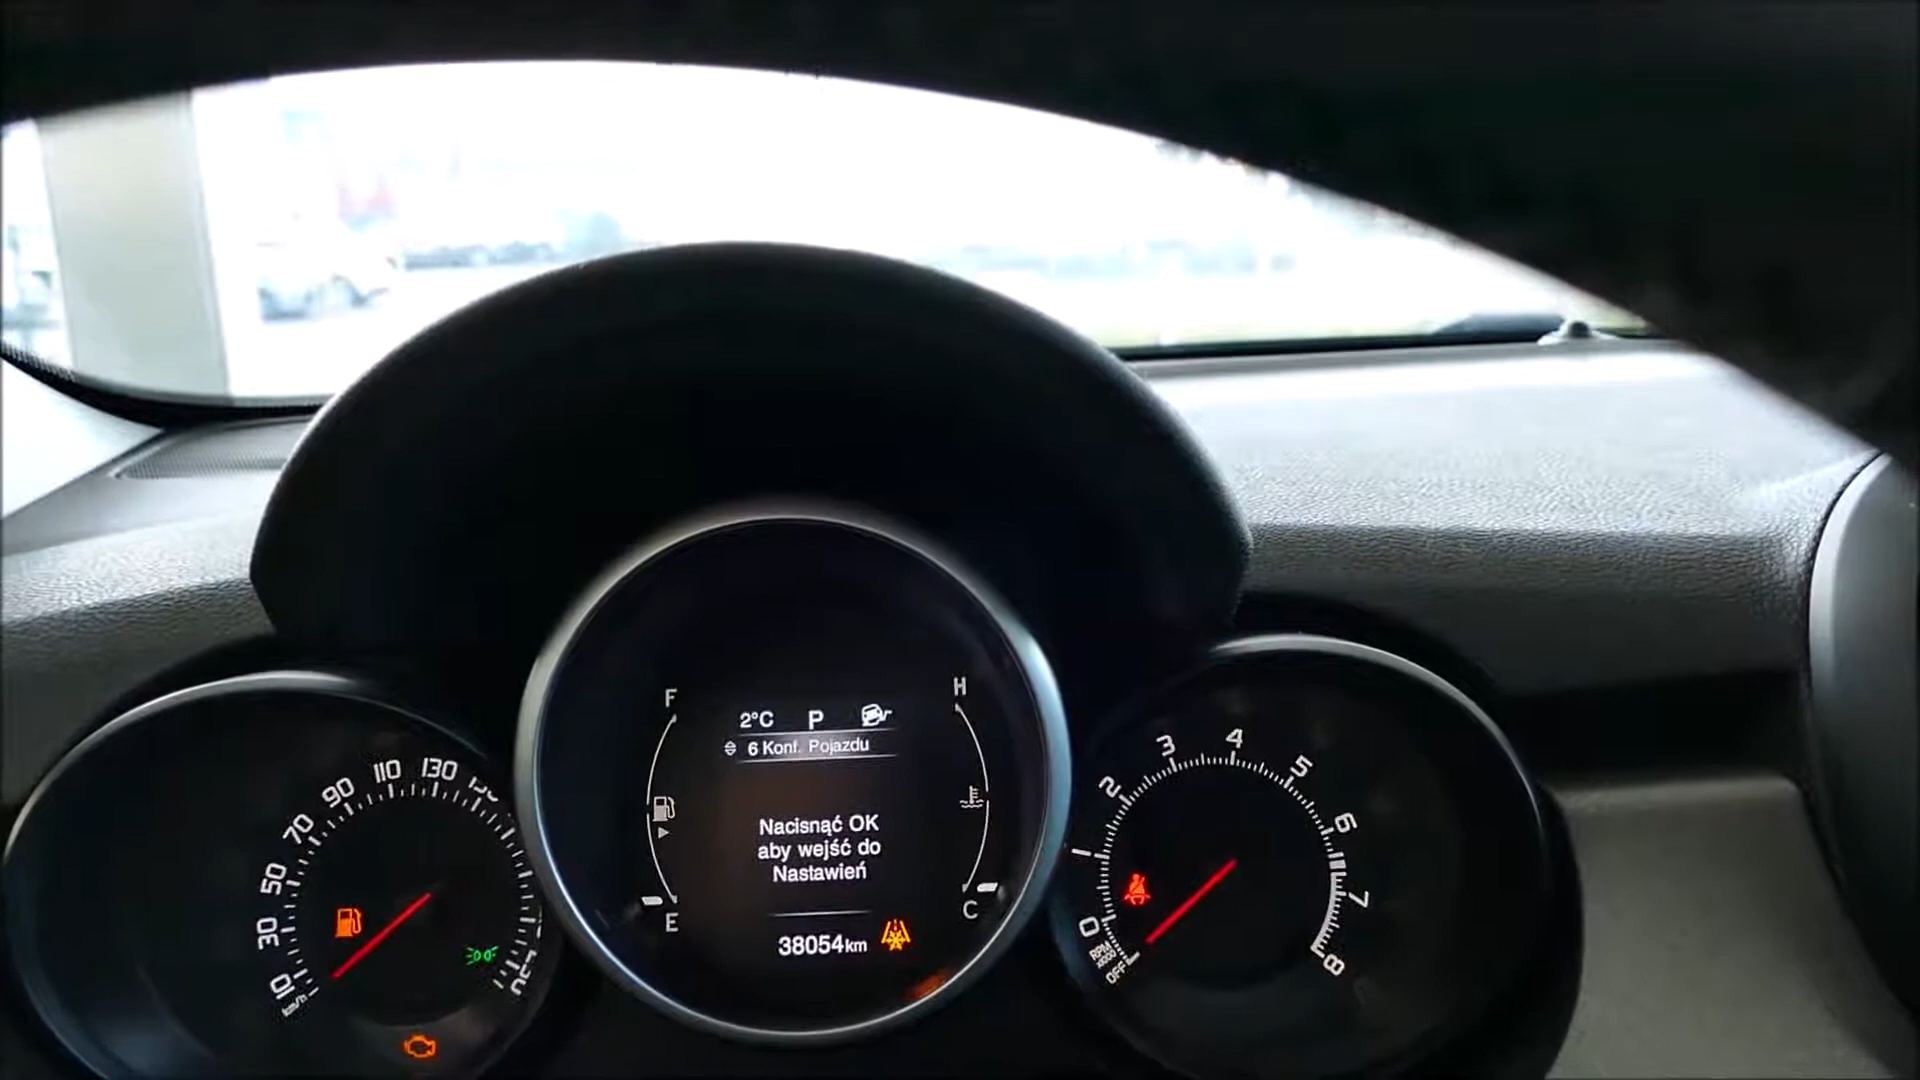 F
H
2°C P
6 Konf. Pojazdu
Nacisnąć OK
aby wejść do
Nastawień
E
C
38054km
10 30 50 70 90 110 130
km/h
OFF 0 1 2 3 4 5 6 7 8
RPM
x1000